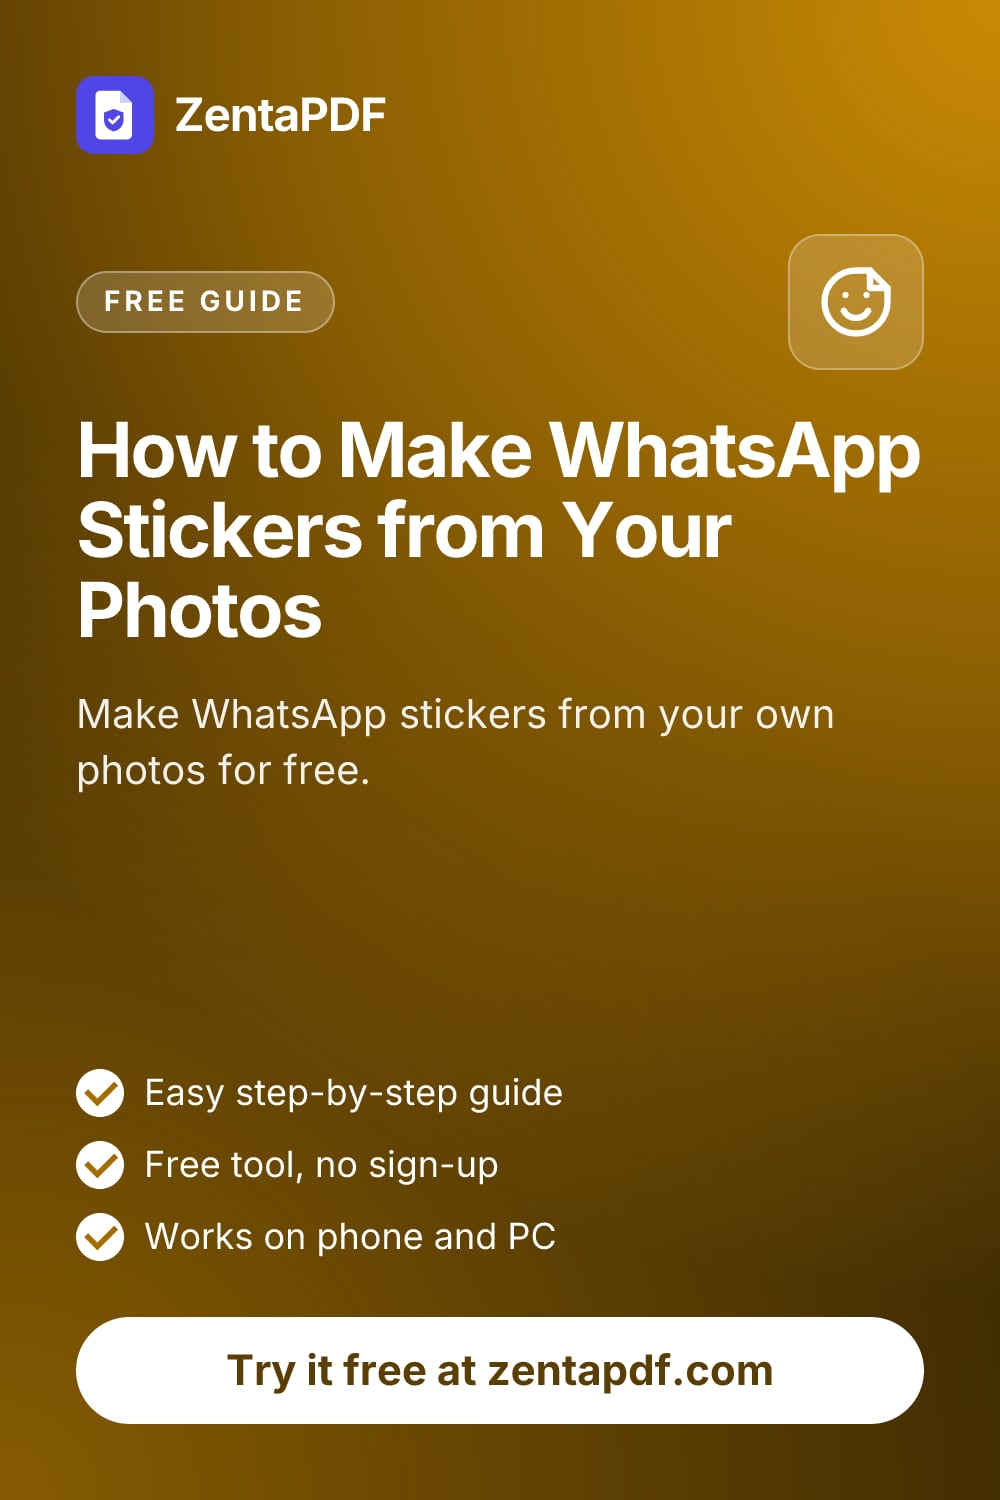 ZentaPDF
FREE GUIDE
How to Make WhatsApp
Stickers from Your
Photos
Make WhatsApp stickers from your own
photos for free.
Easy step-by-step guide
Free tool, no sign-up
Works on phone and PC
Try it free at zentapdf.com